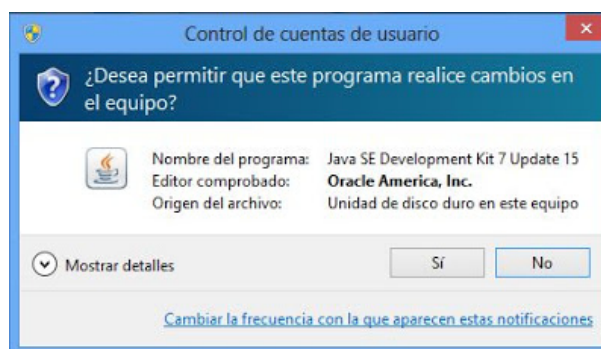 Control de cuentas de usuario
¿Desea permitir que este programa realice cambios en
el equipo?
Nombre del programa: Java SE Development Kit 7 Update 15
Editor comprobado: Oracle America, Inc.
Origen del archivo: Unidad de disco duro en este equipo
Mostrar detalles Sí No
Cambiar la frecuencia con la que aparecen estas notificaciones